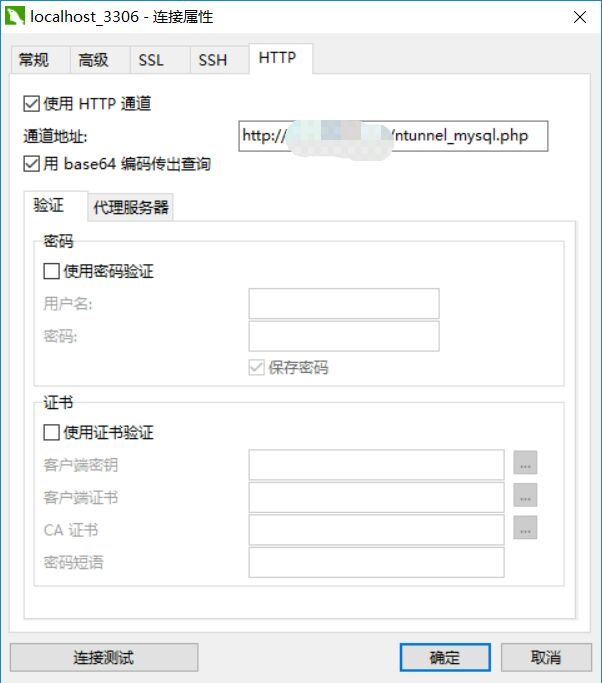 localhost_3306 - 连接属性
常规 高级 SSL SSH HTTP
使用 HTTP 通道
通道地址: http:/ /ntunnel_mysql.php
用 base64 编码传出查询
验证 代理服务器
密码
使用密码验证
用户名:
密码:
保存密码
证书
使用证书验证
客户端密钥 ...
客户端证书 ...
CA 证书 ...
密码短语
连接测试 确定 取消